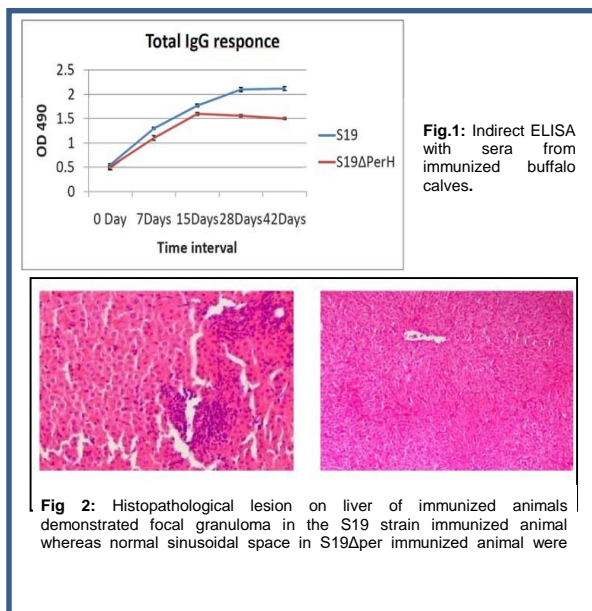 Total IgG responce
2.5
2
1.5
1
0.5
0
OD 490
0 Day 7Days 15Days 28Days 42Days
Time interval
S19
S19ΔPerH
Fig.1: Indirect ELISA
with sera from
immunized buffalo
calves.
Fig 2: Histopathological lesion on liver of immunized animals
demonstrated focal granuloma in the S19 strain immunized animal
whereas normal sinusoidal space in S19Δper immunized animal were